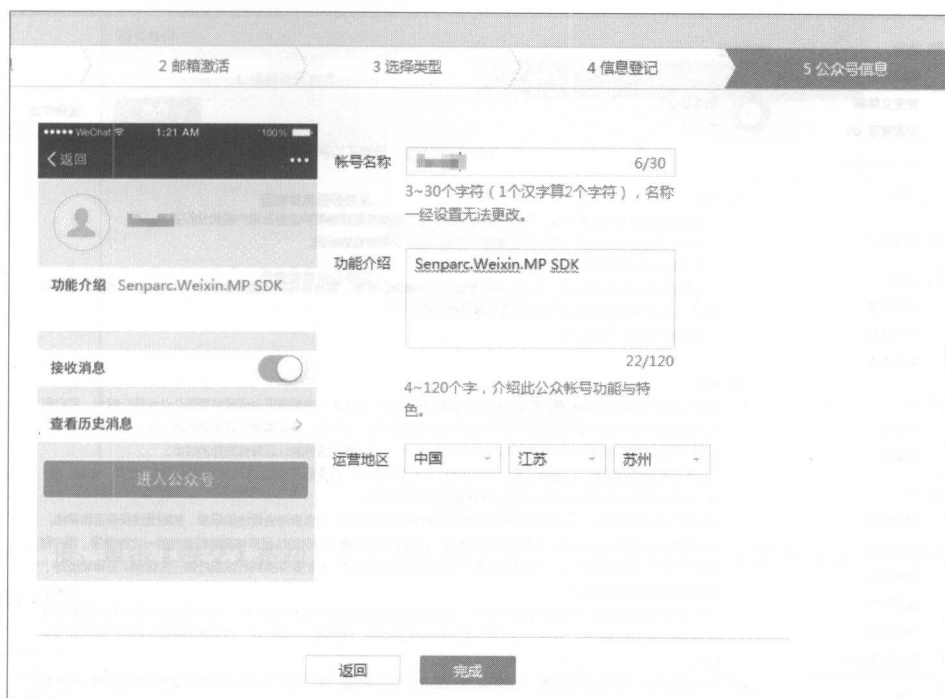 2 邮箱激活
3 选择类型
4 信息登记
5 公众号信息
WeChat 1:21 AM 100%
返回
功能介绍 Senparc.Weixin.MP SDK
接收消息
查看历史消息
进入公众号
帐号名称 6/30
3~30个字符(1个汉字算2个字符),名称
一经设置无法更改。
功能介绍 Senparc.Weixin.MP SDK
22/120
4~120个字,介绍此公众帐号功能与特
色。
运营地区 中国 江苏 苏州
返回 完成